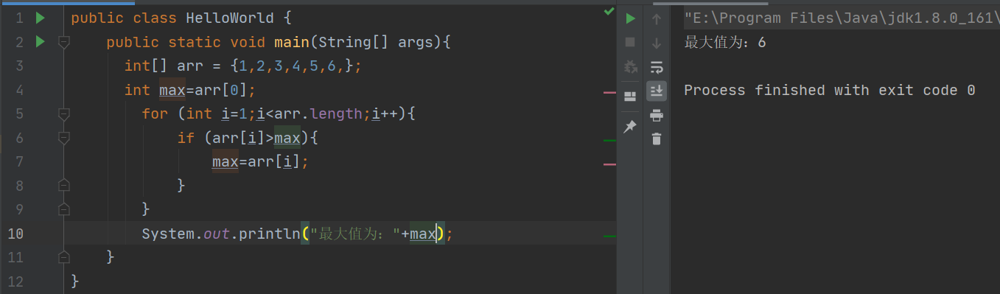 1 public class HelloWorld {
2 public static void main(String[] args){
3 int[] arr = {1,2,3,4,5,6,};
4 int max=arr[0];
5 for (int i=1;i<arr.length;i++){
6 if (arr[i]>max){
7 max=arr[i];
8 }
9 }
10 System.out.println("最大值为："+max);
11 }
12 }
"E:\Program Files\Java\jdk1.8.0_161\
最大值为：6
Process finished with exit code 0